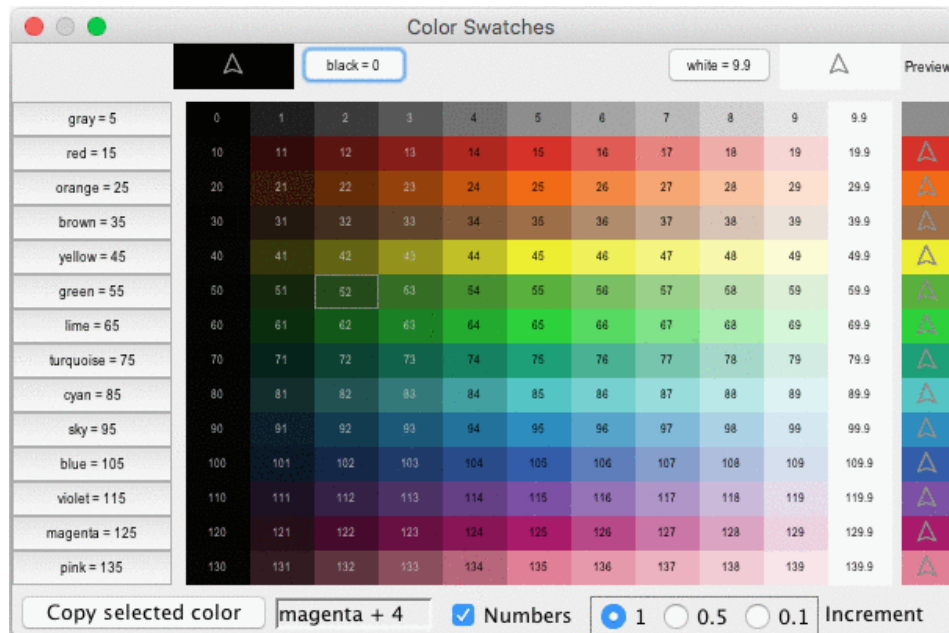 Color Swatches
black = 0 white = 9.9 Preview
gray = 5 0 1 2 3 4 5 6 7 8 9 9.9
red = 15 10 11 12 13 14 15 16 17 18 19 19.9
orange = 25 20 21 22 23 24 25 26 27 28 29 29.9
brown = 35 30 31 32 33 34 35 36 37 38 39 39.9
yellow = 45 40 41 42 43 44 45 46 47 48 49 49.9
green = 55 50 51 52 53 54 55 56 57 58 59 59.9
lime = 65 60 61 62 63 64 65 66 67 68 69 69.9
turquoise = 75 70 71 72 73 74 75 76 77 78 79 79.9
cyan = 85 80 81 82 83 84 85 86 87 88 89 89.9
sky = 95 90 91 92 93 94 95 96 97 98 99 99.9
blue = 105 100 101 102 103 104 105 106 107 108 109 109.9
violet = 115 110 111 112 113 114 115 116 117 118 119 119.9
magenta = 125 120 121 122 123 124 125 126 127 128 129 129.9
pink = 135 130 131 132 133 134 135 136 137 138 139 139.9
Copy selected color magenta + 4 Numbers 1 0.5 0.1 Increment